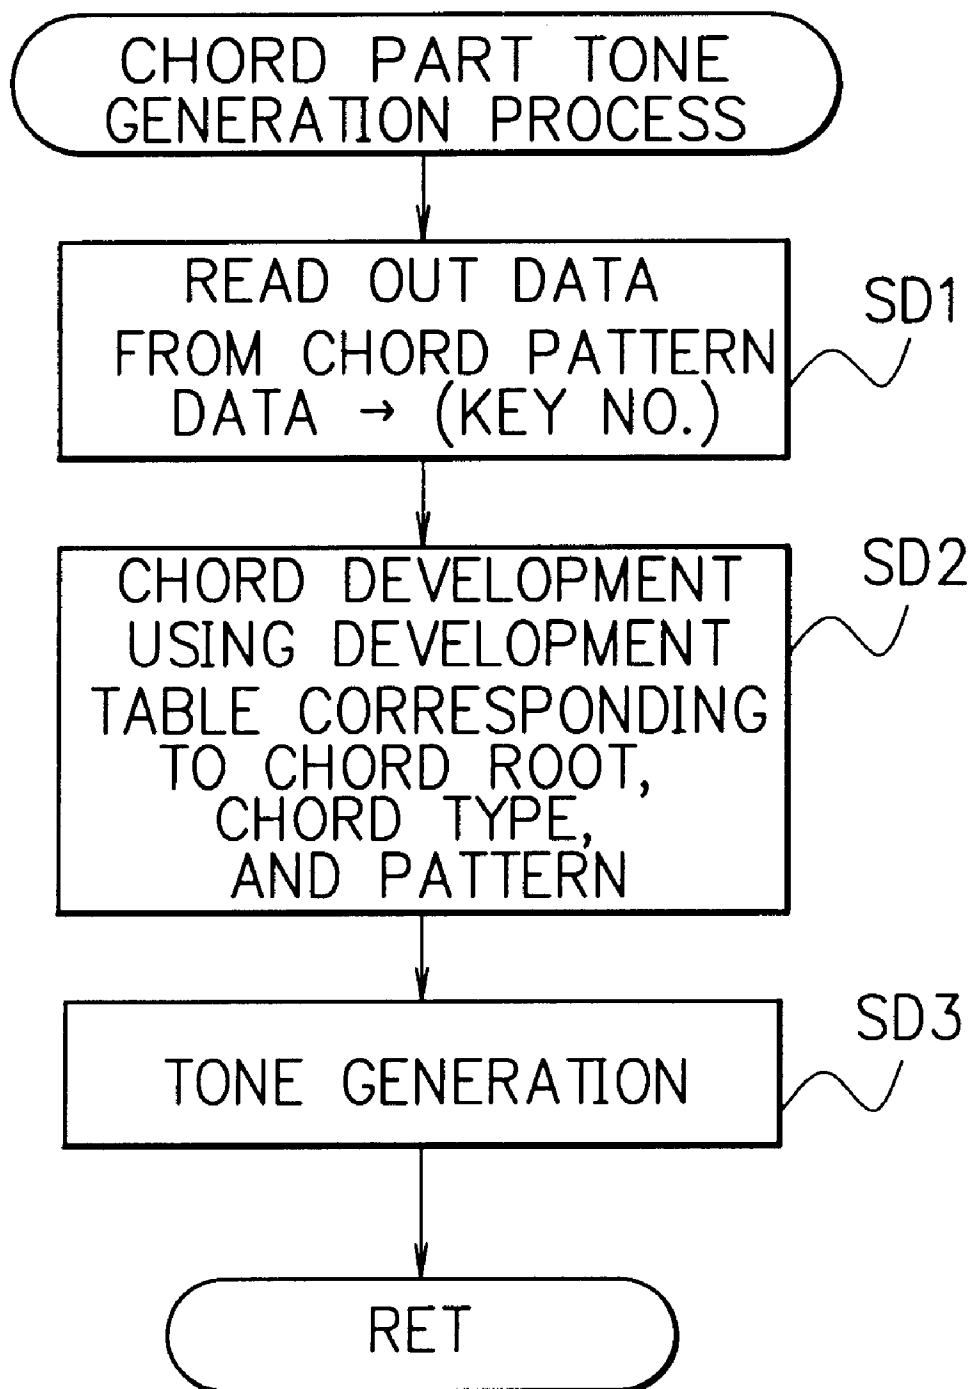 CHORD PART TONE
GENERATION PROCESS
READ OUT DATA
FROM CHORD PATTERN
DATA → (KEY NO.)
SD1
CHORD DEVELOPMENT
USING DEVELOPMENT
TABLE CORRESPONDING
TO CHORD ROOT,
CHORD TYPE,
AND PATTERN
SD2
TONE GENERATION
SD3
RET